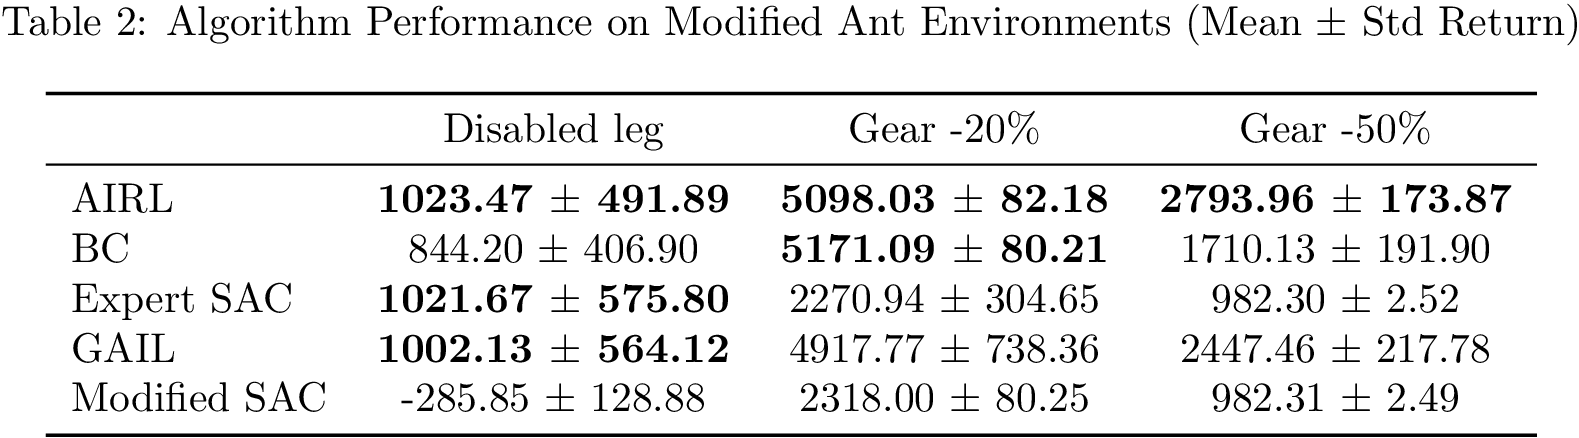 Table 2: Algorithm Performance on Modified Ant Environments (Mean ± Std Return)
Disabled leg Gear -20% Gear -50%
AIRL 1023.47 ± 491.89 5098.03 ± 82.18 2793.96 ± 173.87
BC 844.20 ± 406.90 5171.09 ± 80.21 1710.13 ± 191.90
Expert SAC 1021.67 ± 575.80 2270.94 ± 304.65 982.30 ± 2.52
GAIL 1002.13 ± 564.12 4917.77 ± 738.36 2447.46 ± 217.78
Modified SAC -285.85 ± 128.88 2318.00 ± 80.25 982.31 ± 2.49